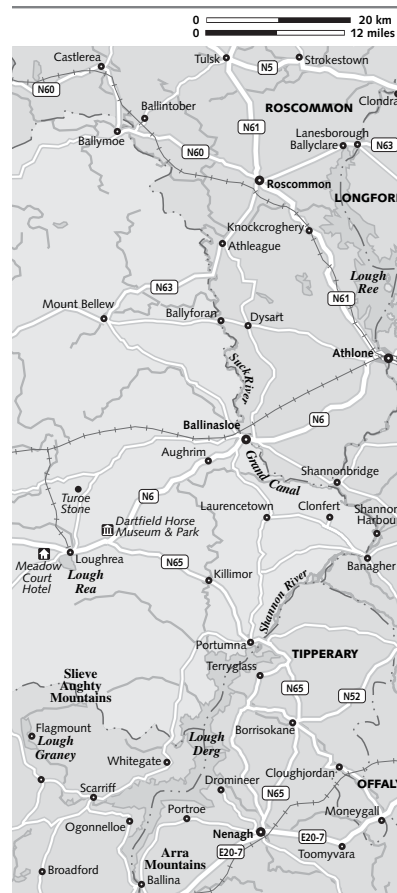 0 20 km
0 12 miles
Castlerea
Tulsk
N5
Strokestown
N60
Ballintober
ROSCOMMON
Clondra
N61
Lanesborough
Ballymoe
N60
Ballyclare
N63
Roscommon
LONGFORD
Knockcroghery
Athleague
Lough
Ree
N63
N61
Mount Bellew
Ballyforan
Dysart
Athlone
Suck River
Ballinasloe
N6
Aughrim
Grand Canal
Shannonbridge
Turoe
Stone
N6
Laurencetown
Clonfert
Shannon
Harbou
Dartfield Horse
Museum & Park
Meadow
Court
Hotel
Loughrea
Lough
Rea
N65
Killimor
Banagher
Shannon River
Portumna
TIPPERARY
Terryglass
Slieve
Aughty
Mountains
N65
N52
Flagmount
Lough
Graney
Lough
Derg
Borrisokane
Whitegate
Cloughjordan
Scarriff
Dromineer
N65
OFFALY
Portroe
Moneygall
Ogonnelloe
Nenagh
Arra
Mountains
E20-7
E20-7
Toomyvara
Broadford
Ballina